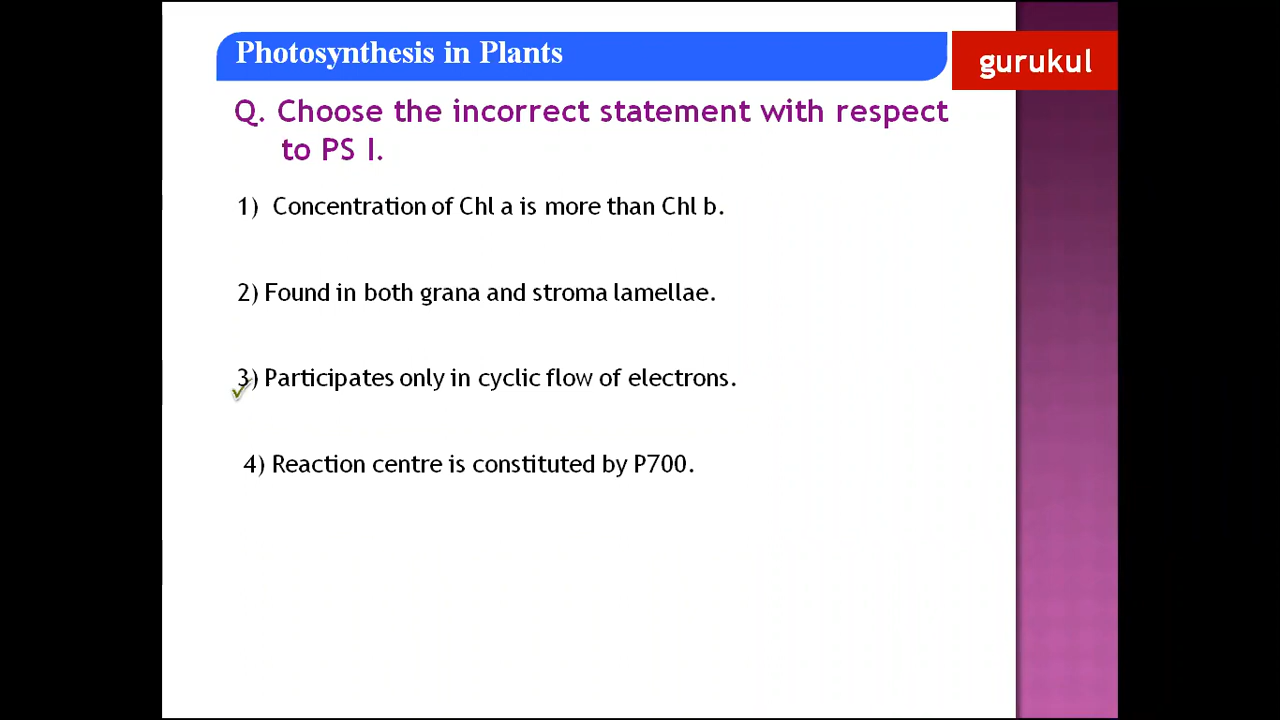 Photosynthesis in Plants
gurukul
Q. Choose the incorrect statement with respect
to PS I.
1) Concentration of Chl a is more than Chl b.
2) Found in both grana and stroma lamellae.
3) Participates only in cyclic flow of electrons.
4) Reaction centre is constituted by P700.